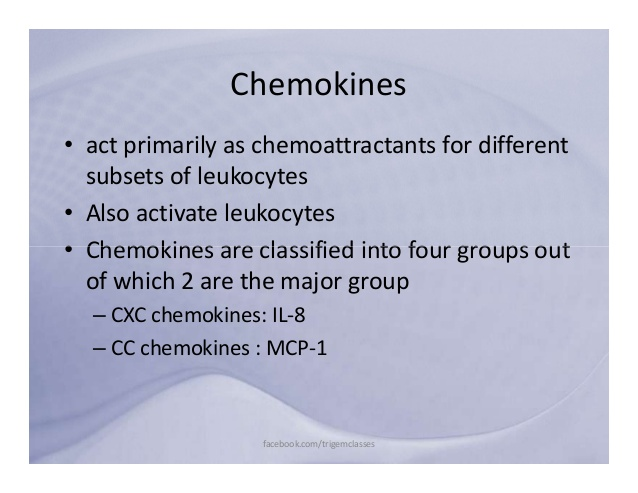 Chemokines
• act primarily as chemoattractants for different
subsets of leukocytes
• Also activate leukocytes
• Chemokines are classified into four groups out
of which 2 are the major group
– CXC chemokines: IL-8
– CC chemokines : MCP-1
facebook.com/trigemclasses